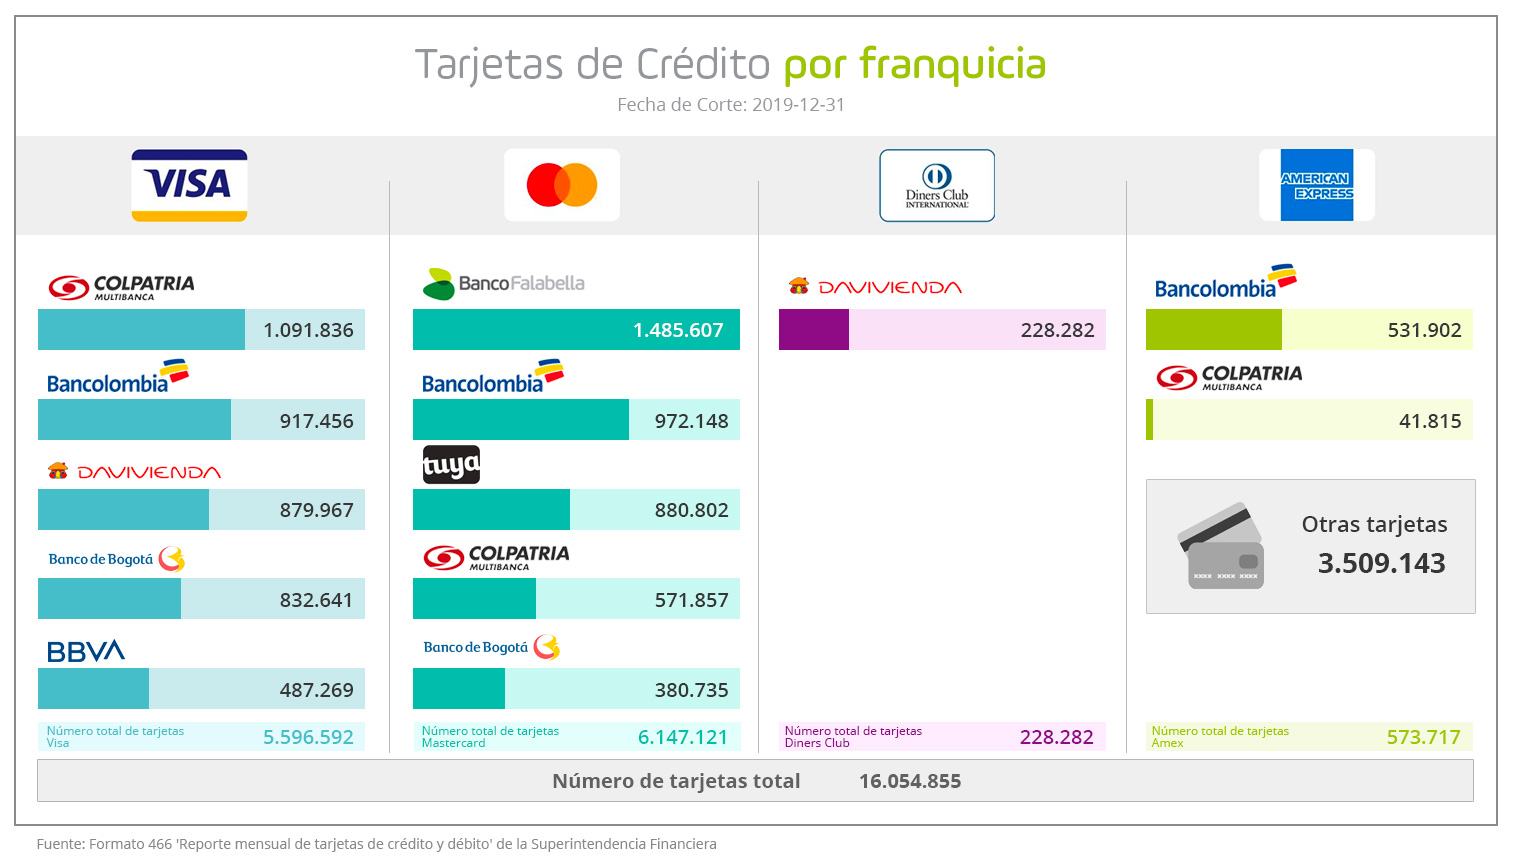 Tarjetas de Crédito por franquicia
Fecha de Corte: 2019-12-31
VISA
Diners Club
INTERNATIONAL
AMERICAN
EXPRESS
COLPATRIA
MULTIBANCA
1.091.836
Bancolombia
917.456
DAVIVIENDA
879.967
Banco de Bogotá
832.641
BBVA
487.269
Número total de tarjetas
Visa
5.596.592
Banco Falabella
1.485.607
Bancolombia
972.148
tuya
880.802
COLPATRIA
MULTIBANCA
571.857
Banco de Bogotá
380.735
Número total de tarjetas
Mastercard
6.147.121
DAVIVIENDA
228.282
Número total de tarjetas
Diners Club
228.282
Bancolombia
531.902
COLPATRIA
MULTIBANCA
41.815
xxxx xxxx xxxx
Otras tarjetas
3.509.143
Número total de tarjetas
Amex
573.717
Número de tarjetas total 16.054.855
Fuente: Formato 466 'Reporte mensual de tarjetas de crédito y débito' de la Superintendencia Financiera